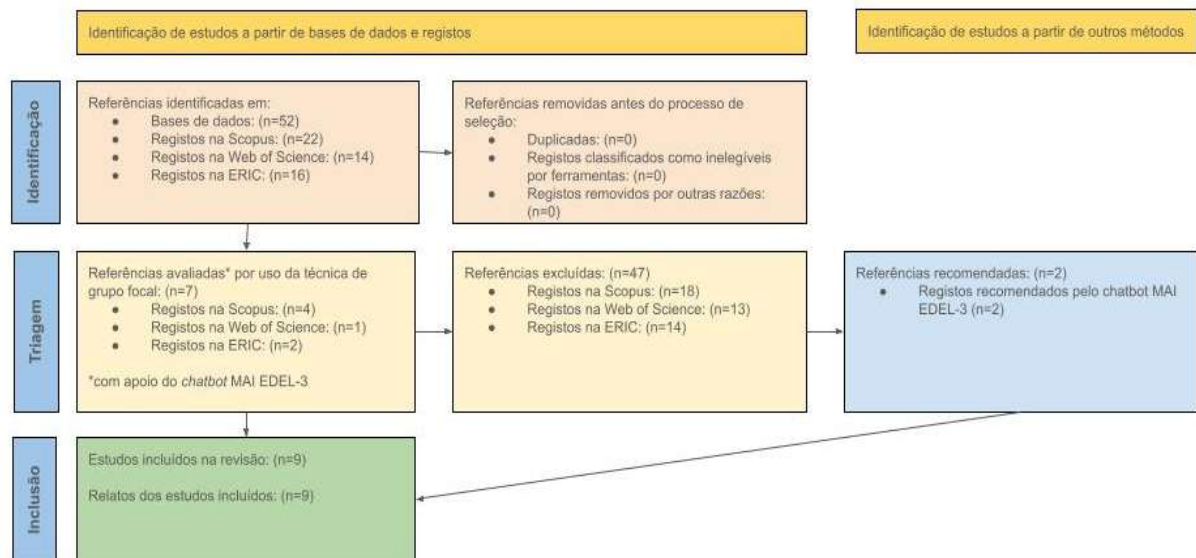 Identificação de estudos a partir de bases de dados e registos
Identificação de estudos a partir de outros métodos
Identificação
Referências identificadas em:
● Bases de dados: (n=52)
● Registos na Scopus: (n=22)
● Registos na Web of Science: (n=14)
● Registos na ERIC: (n=16)
Referências removidas antes do processo de
seleção:
● Duplicadas: (n=0)
● Registos classificados como inelegíveis
por ferramentas: (n=0)
● Registos removidos por outras razões:
(n=0)
Triagem
Referências avaliadas* por uso da técnica de
grupo focal: (n=7)
● Registos na Scopus: (n=4)
● Registos na Web of Science: (n=1)
● Registos na ERIC: (n=2)
*com apoio do chatbot MAI EDEL-3
Referências excluídas: (n=47)
● Registos na Scopus: (n=18)
● Registos na Web of Science: (n=13)
● Registos na ERIC: (n=14)
Referências recomendadas: (n=2)
● Registos recomendados pelo chatbot MAI
EDEL-3 (n=2)
Inclusão
Estudos incluídos na revisão: (n=9)
Relatos dos estudos incluídos: (n=9)